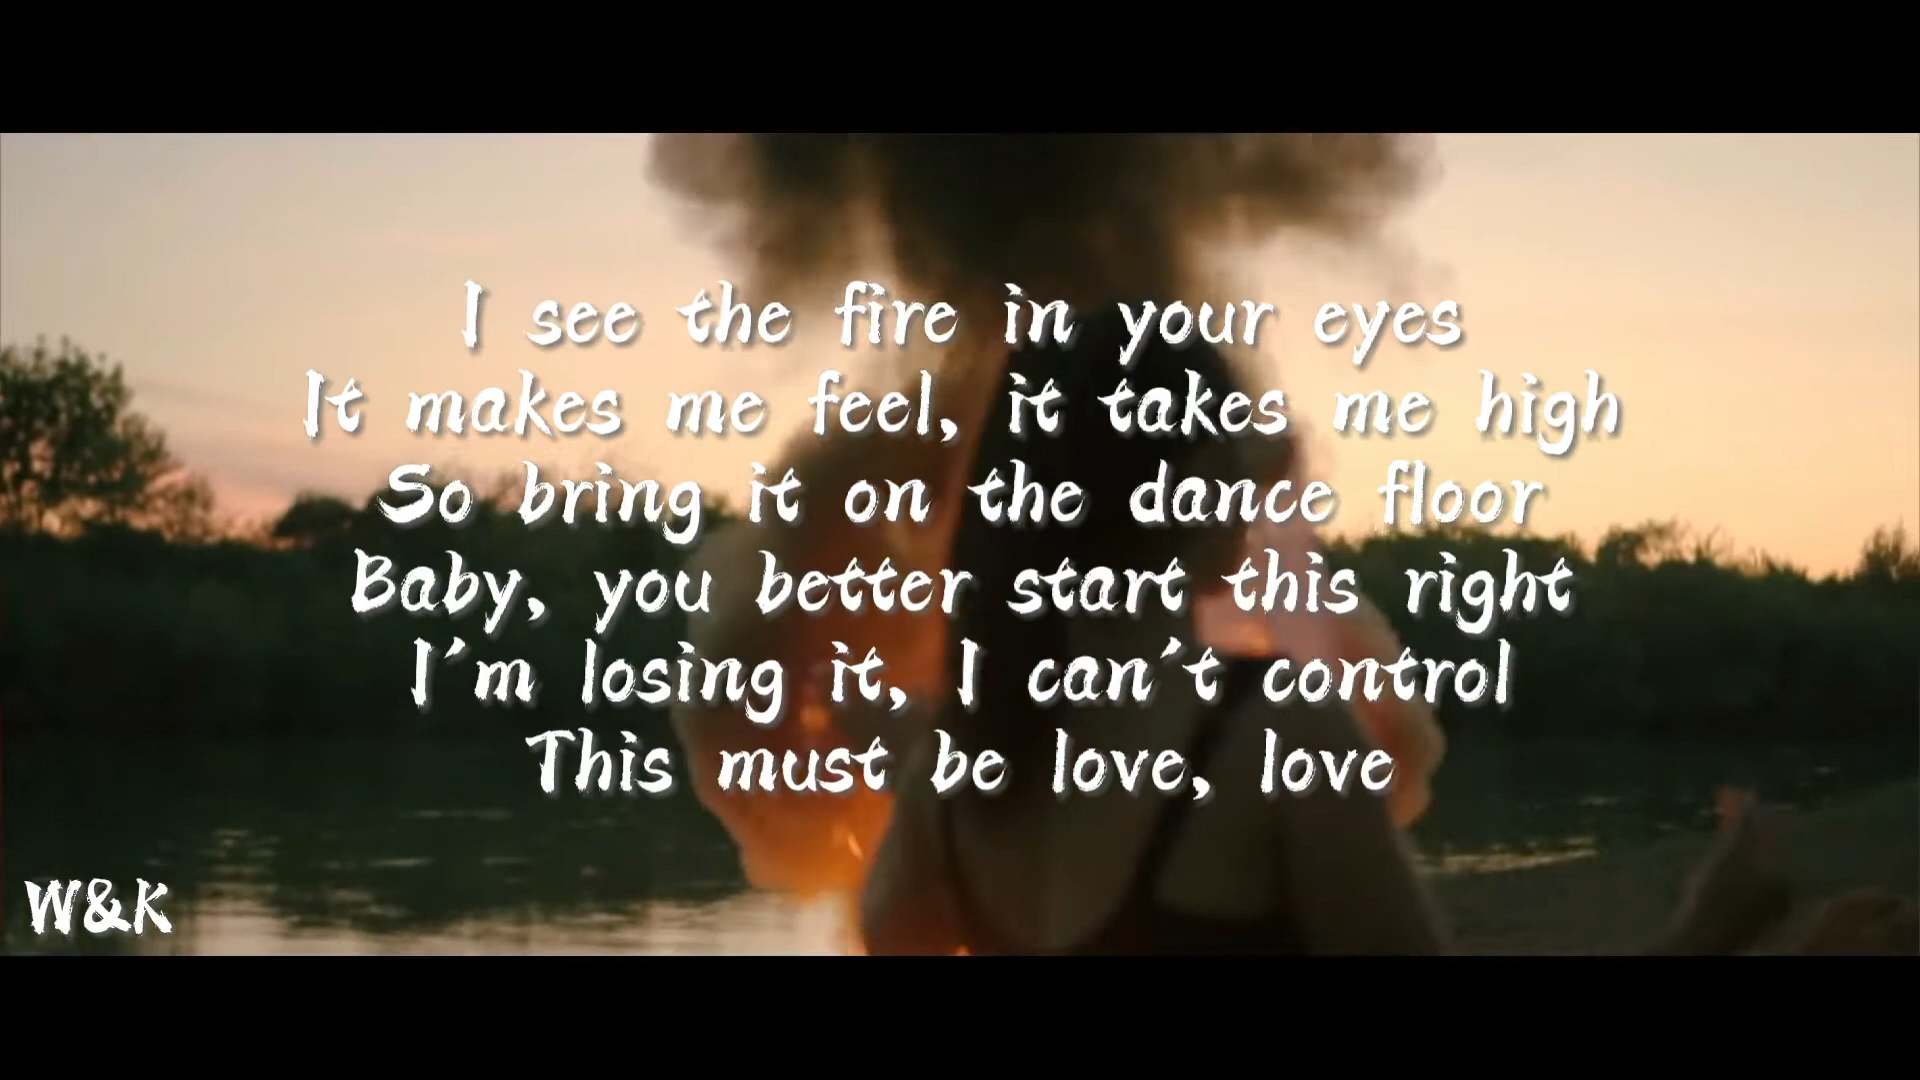 I see the fire in your eyes
It makes me feel, it takes me high
So bring it on the dance floor
Baby, you better start this right
I'm losing it, I can't control
This must be love, love
W&K